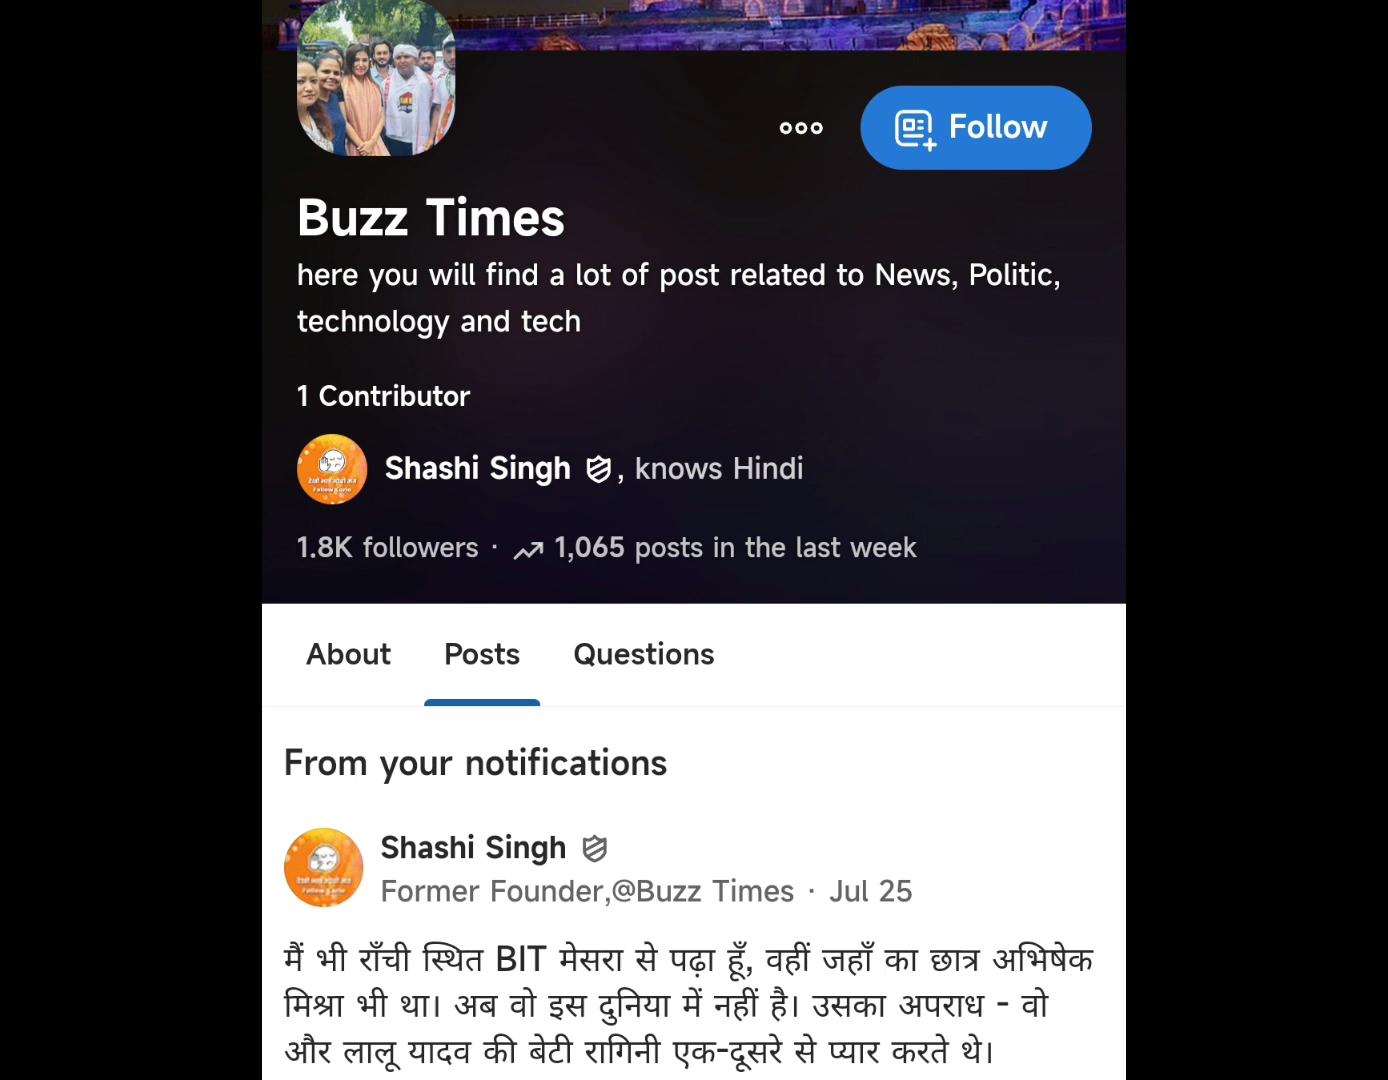 Follow
Buzz Times
here you will find a lot of post related to News, Politic,
technology and tech
1 Contributor
Shashi Singh , knows Hindi
1.8K followers · 1,065 posts in the last week
About Posts Questions
From your notifications
Shashi Singh
Former Founder,@Buzz Times · Jul 25
मैं भी राँची स्थित BIT मेसरा से पढ़ा हूँ, वहीं जहाँ का छात्र अभिषेक
मिश्रा भी था। अब वो इस दुनिया में नहीं है। उसका अपराध - वो
और लालू यादव की बेटी रागिनी एक-दूसरे से प्यार करते थे।